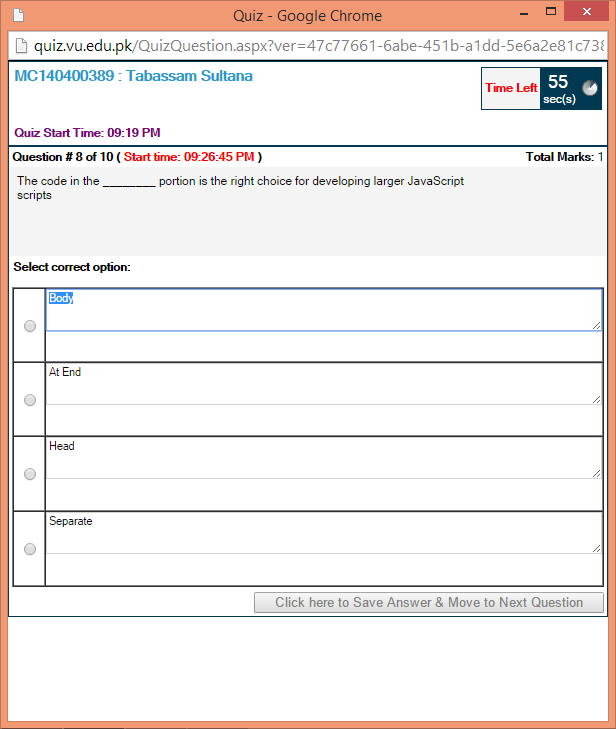 Quiz - Google Chrome
quiz.vu.edu.pk/QuizQuestion.aspx?ver=47c77661-6abe-451b-a1dd-5e6a2e81c738
MC140400389 : Tabassam Sultana
Time Left 55
sec(s)
Quiz Start Time: 09:19 PM
Question # 8 of 10 ( Start time: 09:26:45 PM ) Total Marks: 1
The code in the ________ portion is the right choice for developing larger JavaScript
scripts
Select correct option:
Body
At End
Head
Separate
Click here to Save Answer & Move to Next Question